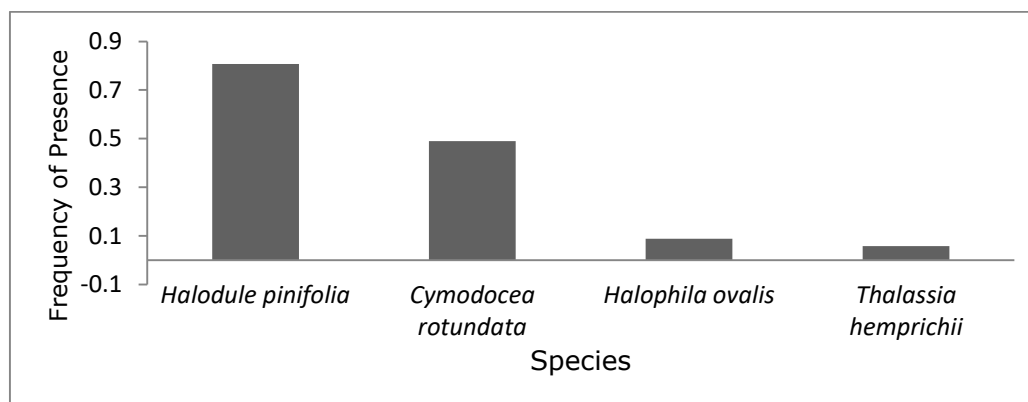 Frequency of Presence
0.9
0.7
0.5
0.3
0.1
-0.1
Halodule pinifolia
Cymodocea
rotundata
Halophila ovalis
Thalassia
hemprichii
Species